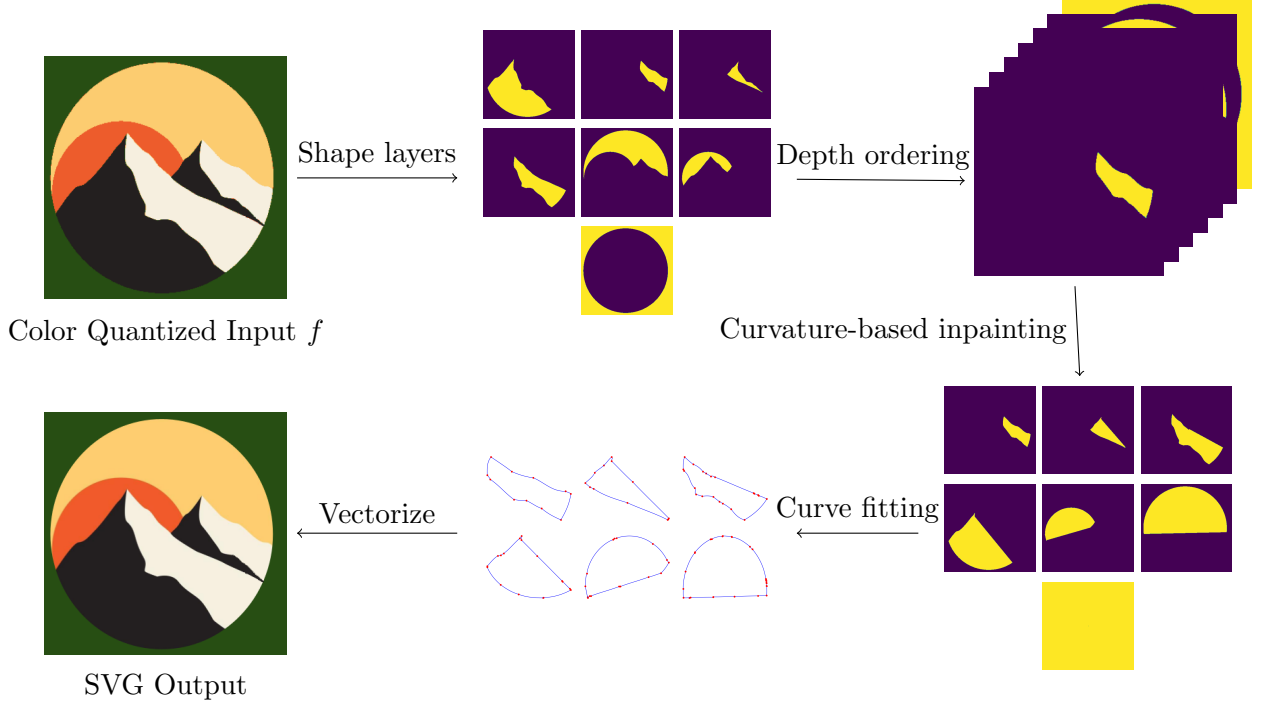 Shape layers
Depth ordering
Color Quantized Input f
Curvature-based inpainting
Curve fitting
Vectorize
SVG Output